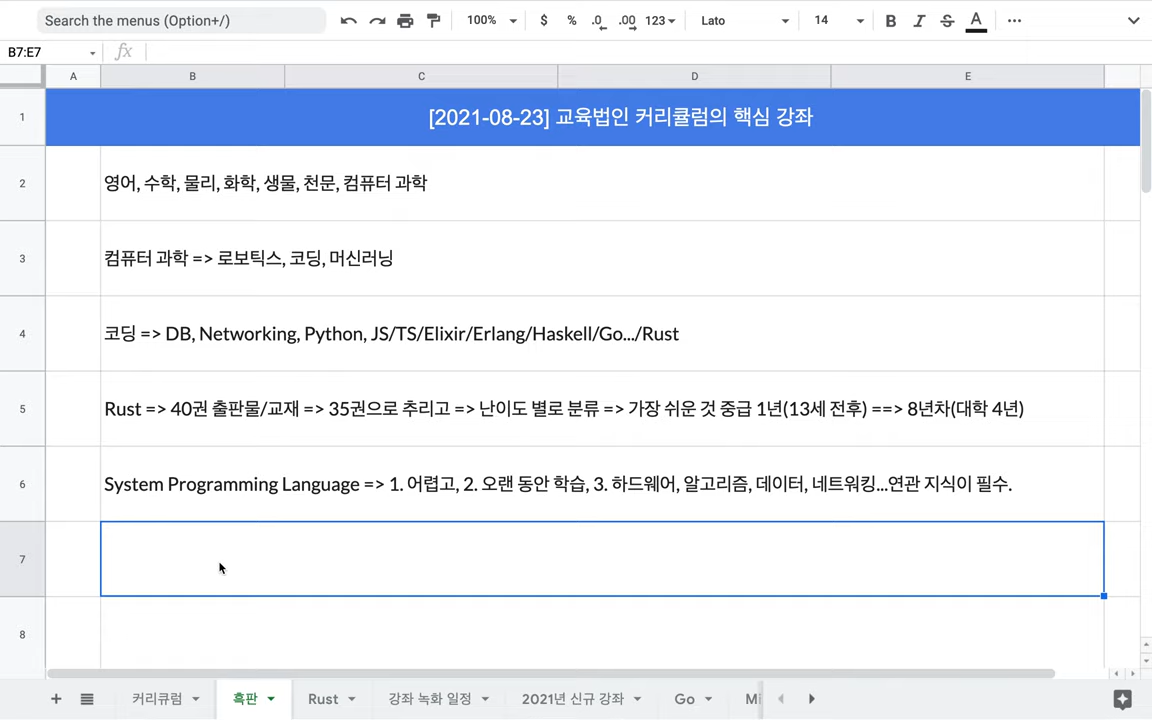 Search the menus (Option+/)
100%
$ % .0 .00 123
Lato
14
B I S A
B7:E7
fx
A B C D E
1 [2021-08-23] 교육법인 커리큘럼의 핵심 강좌
2 영어, 수학, 물리, 화학, 생물, 천문, 컴퓨터 과학
3 컴퓨터 과학 => 로보틱스, 코딩, 머신러닝
4 코딩 => DB, Networking, Python, JS/TS/Elixir/Erlang/Haskell/Go.../Rust
5 Rust => 40권 출판물/교재 => 35권으로 추리고 => 난이도 별로 분류 => 가장 쉬운 것 중급 1년(13세 전후) ==> 8년차(대학 4년)
6 System Programming Language => 1. 어렵고, 2. 오랜 동안 학습, 3. 하드웨어, 알고리즘, 데이터, 네트워킹...연관 지식이 필수.
7
8
커리큐럼 흑판 Rust 강좌 녹화 일정 2021년 신규 강좌 Go